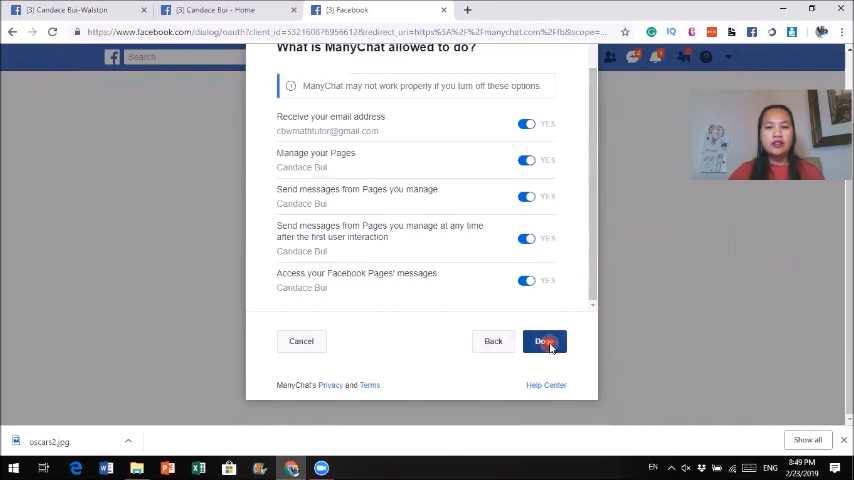 (3) Candace Bui-Walston
(3) Candace Bui - Home
(3) Facebook
https://www.facebook.com/dialog/oauth?client_id=532160876956612&redirect_uri=https%3A%2F%2Fmanychat.com%2Ffb&scope=...
Search
What is ManyChat allowed to do?
ManyChat may not work properly if you turn off these options.
Receive your email address
YES
cbwmathtutor@gmail.com
Manage your Pages
YES
Candace Bui
Send messages from Pages you manage
YES
Candace Bui
Send messages from Pages you manage at any time
after the first user interaction
YES
Candace Bui
Access your Facebook Pages' messages
YES
Candace Bui
Cancel
Back
ManyChat's Privacy and Terms
Help Center
oscars2.jpg
Show all
EN
ENG
8:49 PM
2/23/2019